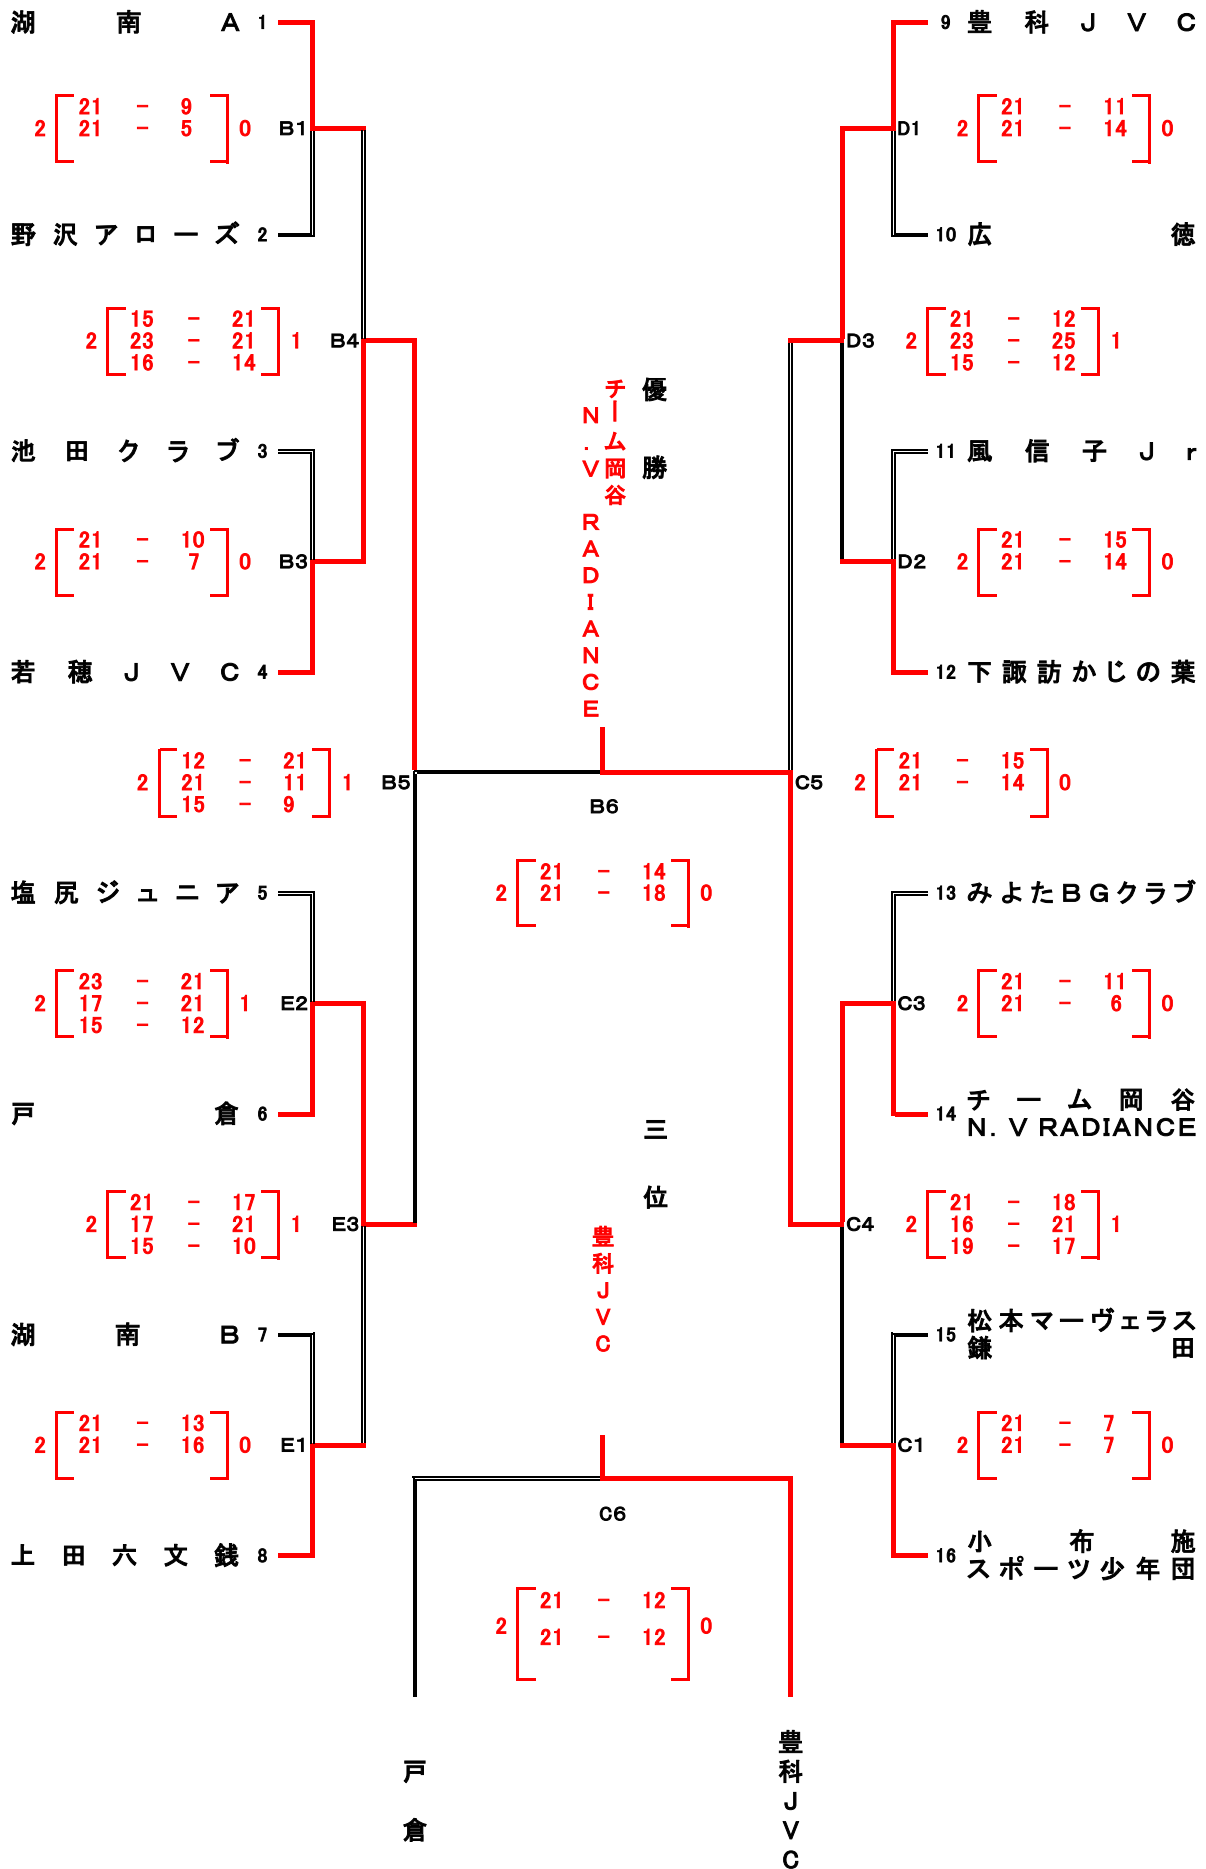 湖南A 1
2 21 - 9 0
21 - 5
B1
野沢アローズ 2
2 15 - 21 1
23 - 21
16 - 14
B4
池田クラブ 3
2 21 - 10 0
21 - 7
B3
若穂JVC 4
2 12 - 21 1
21 - 11
15 - 9
B5
塩尻ジュニア 5
2 23 - 21 1
17 - 21
15 - 12
E2
戸倉 6
2 21 - 17 1
17 - 21
15 - 10
E3
湖南B 7
2 21 - 13 0
21 - 16
E1
上田六文銭 8
優勝
チーム岡谷
N.V RADIANCE
B6
2 21 - 14 0
21 - 18
三位
豊科JVC
C6
2 21 - 12 0
21 - 12
戸倉
豊科JVC
9 豊科JVC
D1
2 21 - 11 0
21 - 14
10 広徳
D3
2 21 - 12 1
23 - 25
15 - 12
11 風信子Jr
D2
2 21 - 15 0
21 - 14
12 下諏訪かじの葉
C5
2 21 - 15 0
21 - 14
13 みよたBGクラブ
C3
2 21 - 11 0
21 - 6
14 チーム岡谷
N.V RADIANCE
C4
2 21 - 18 1
16 - 21
19 - 17
15 松本マーヴェラス
鎌田
C1
2 21 - 7 0
21 - 7
16 小布施
スポーツ少年団